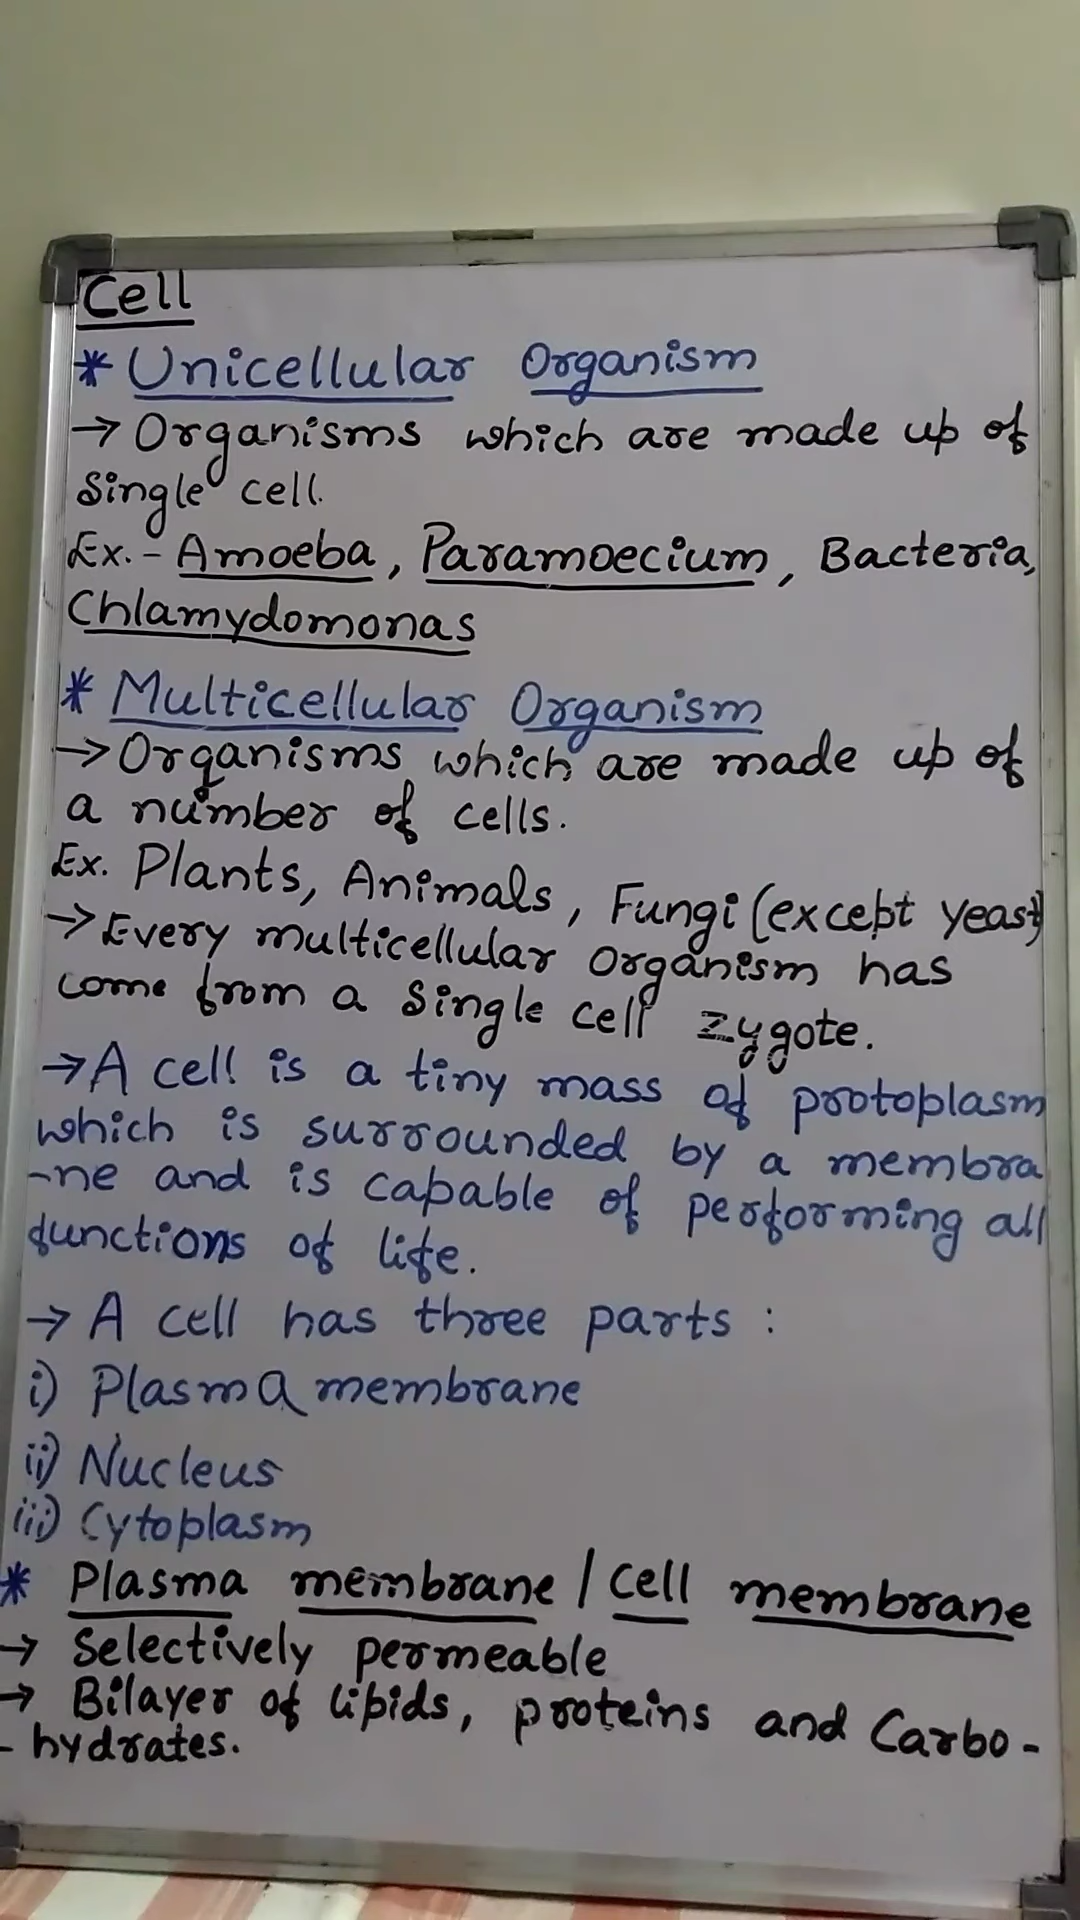 Cell
* Unicellular Organism
→ Organisms which are made up of
Single cell.
Ex. - Amoeba, Paramoecium, Bacteria,
Chlamydomonas
* Multicellular Organism
→ Organisms which are made up of
a number of cells.
Ex. Plants, Animals, Fungi (except yeast)
→ Every multicellular organism has
come from a single cell zygote.
→ A cell is a tiny mass of protoplasm
which is surrounded by a membra
-ne and is capable of performing all
functions of life.
→ A cell has three parts :
i) Plasma membrane
ii) Nucleus
iii) Cytoplasm
* Plasma membrane / Cell membrane
→ Selectively permeable
→ Bilayer of lipids, proteins and Carbo-
-hydrates.